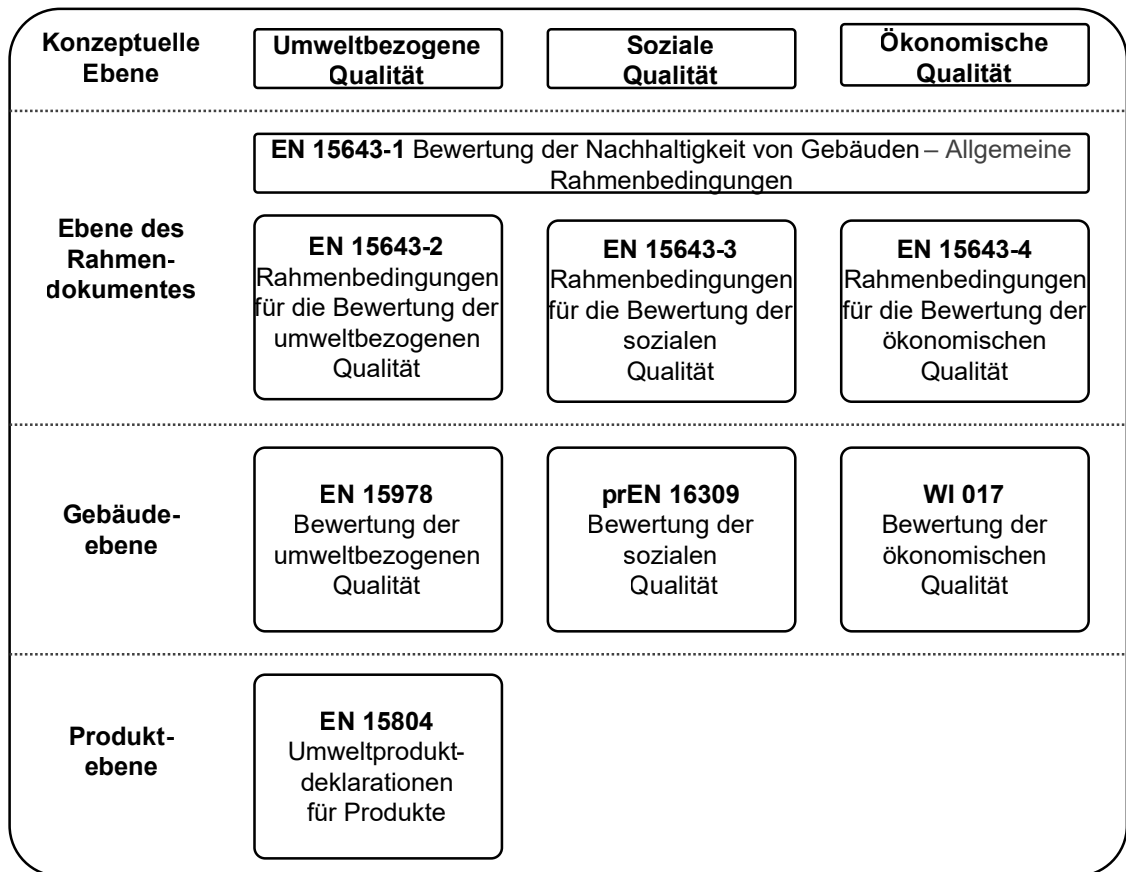 Konzeptuelle
Ebene
Umweltbezogene
Qualität
Soziale
Qualität
Ökonomische
Qualität
EN 15643-1 Bewertung der Nachhaltigkeit von Gebäuden – Allgemeine
Rahmenbedingungen
Ebene des
Rahmen-
dokumentes
EN 15643-2
Rahmenbedingungen
für die Bewertung der
umweltbezogenen
Qualität
EN 15643-3
Rahmenbedingungen
für die Bewertung der
sozialen
Qualität
EN 15643-4
Rahmenbedingungen
für die Bewertung der
ökonomischen
Qualität
Gebäude-
ebene
EN 15978
Bewertung der
umweltbezogenen
Qualität
prEN 16309
Bewertung der
sozialen
Qualität
WI 017
Bewertung der
ökonomischen
Qualität
Produkt-
ebene
EN 15804
Umweltprodukt-
deklarationen
für Produkte